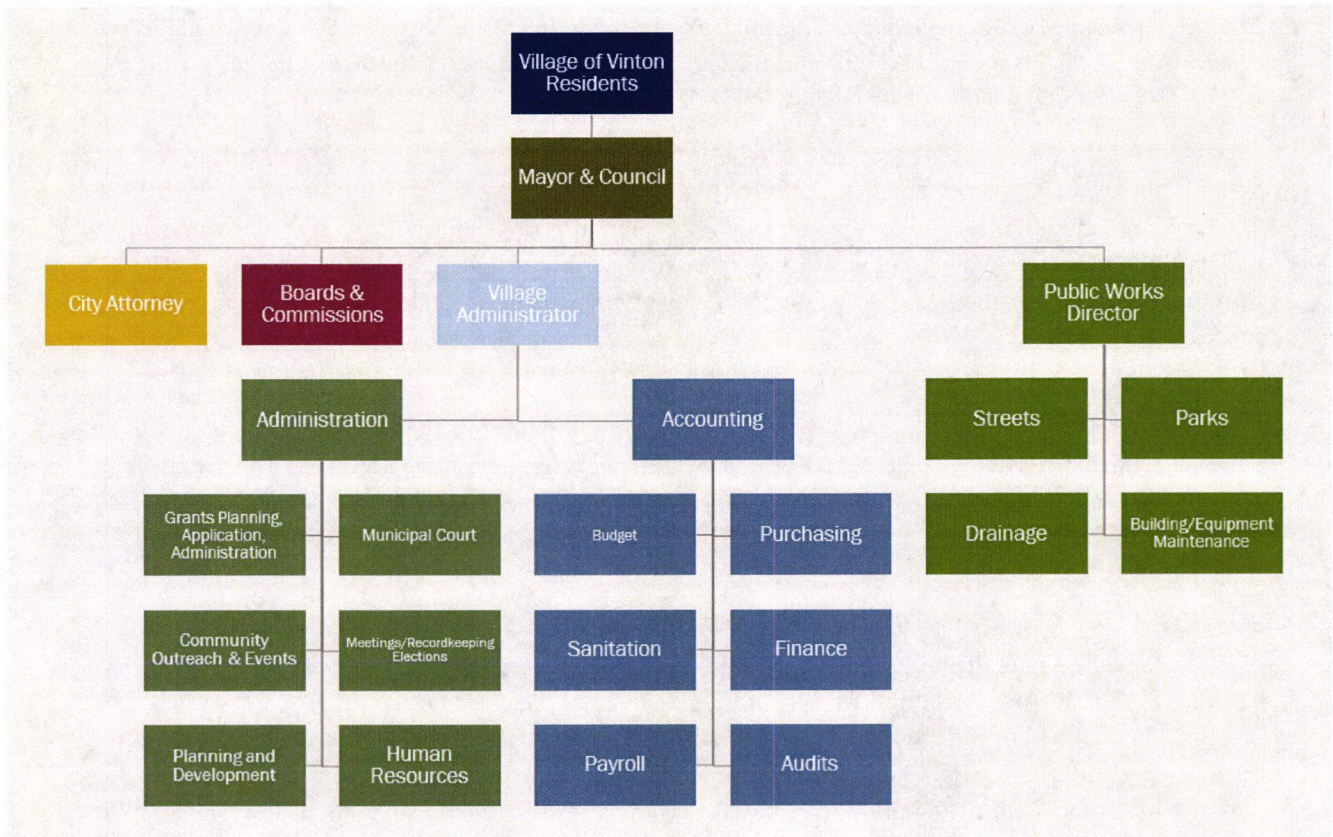 Village of Vinton
Residents
Mayor & Council
City Attorney
Boards &
Commissions
Village
Administrator
Public Works
Director
Administration
Accounting
Streets
Parks
Grants Planning,
Application,
Administration
Municipal Court
Budget
Purchasing
Drainage
Building/Equipment
Maintenance
Community
Outreach & Events
Meetings/Recordkeeping
Elections
Sanitation
Finance
Planning and
Development
Human
Resources
Payroll
Audits